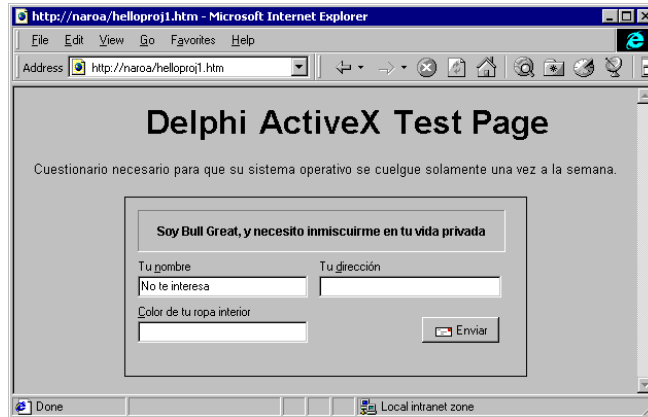 http://naroa/helloproj1.htm - Microsoft Internet Explorer
File Edit View Go Favorites Help
Address http://naroa/helloproj1.htm
Delphi ActiveX Test Page
Cuestionario necesario para que su sistema operativo se cuelgue solamente una vez a la semana.
Soy Bull Great, y necesito inmiscuirme en tu vida privada
Tu nombre Tu dirección
No te interesa
Color de tu ropa interior
Enviar
Done Local intranet zone